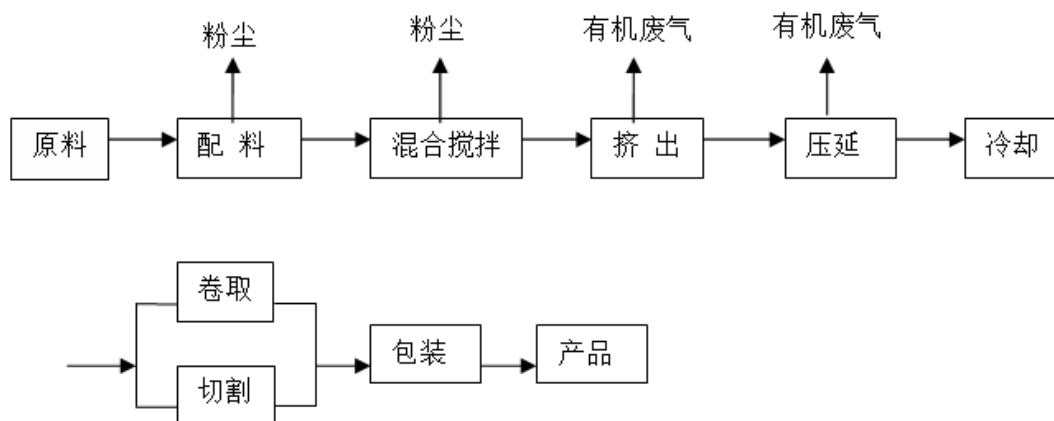 粉尘 粉尘 有机废气 有机废气
原料 配 料 混合搅拌 挤 出 压延 冷却
卷取
包装 产品
切割